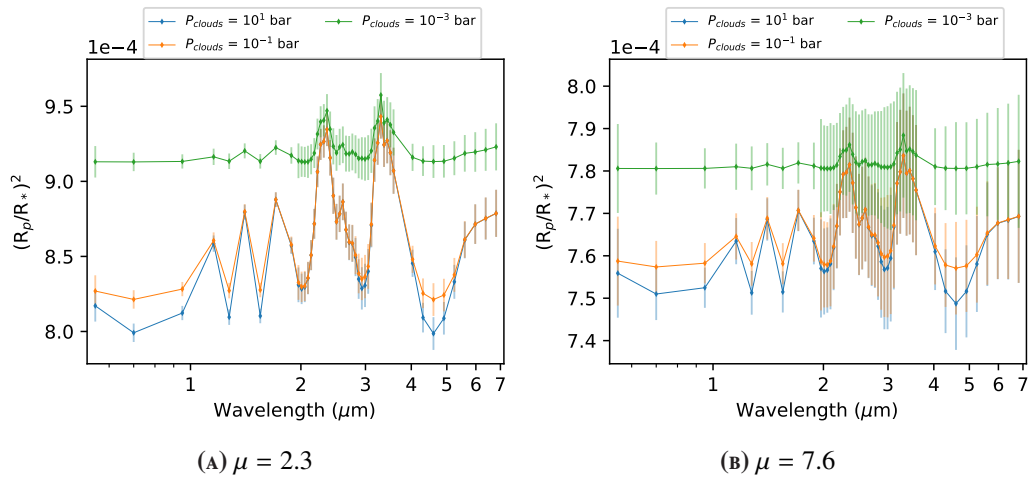 P_clouds = 10^1 bar
P_clouds = 10^-1 bar
P_clouds = 10^-3 bar
1e−4
9.5
9.0
8.5
8.0
(R_p/R_*)^2
1 2 3 4 5 6 7
Wavelength (μm)
(A) μ = 2.3
P_clouds = 10^1 bar
P_clouds = 10^-1 bar
P_clouds = 10^-3 bar
1e−4
8.0
7.9
7.8
7.7
7.6
7.5
7.4
(R_p/R_*)^2
1 2 3 4 5 6 7
Wavelength (μm)
(B) μ = 7.6